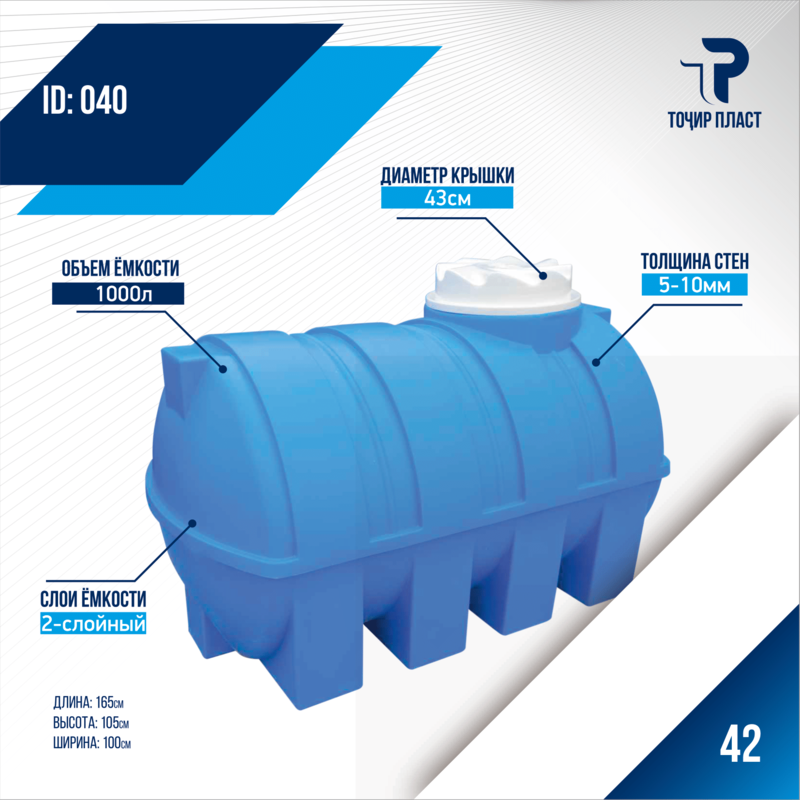 ID: 040
ТОҶИР ПЛАСТ
ДИАМЕТР КРЫШКИ
43см
ОБЪЕМ ЁМКОСТИ
1000л
ТОЛЩИНА СТЕН
5-10мм
СЛОИ ЁМКОСТИ
2-слойный
ДЛИНА: 165см
ВЫСОТА: 105см
ШИРИНА: 100см
42